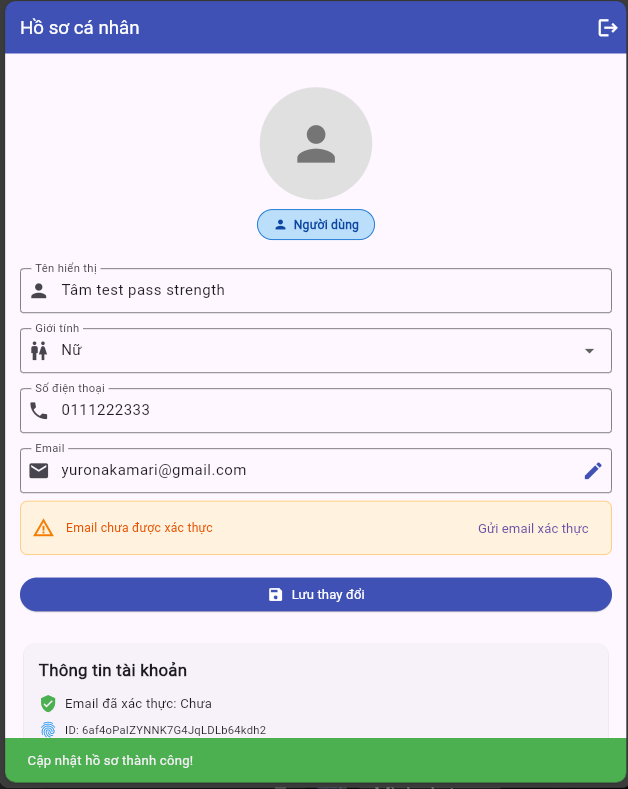 Hồ sơ cá nhân
Người dùng
Tên hiển thị
Tâm test pass strength
Giới tính
Nữ
Số điện thoại
0111222333
Email
yuronakamari@gmail.com
Email chưa được xác thực
Gửi email xác thực
Lưu thay đổi
Thông tin tài khoản
Email đã xác thực: Chưa
ID: 6af4oPalZYNNK7G4JqLDLb64kdh2
Cập nhật hồ sơ thành công!